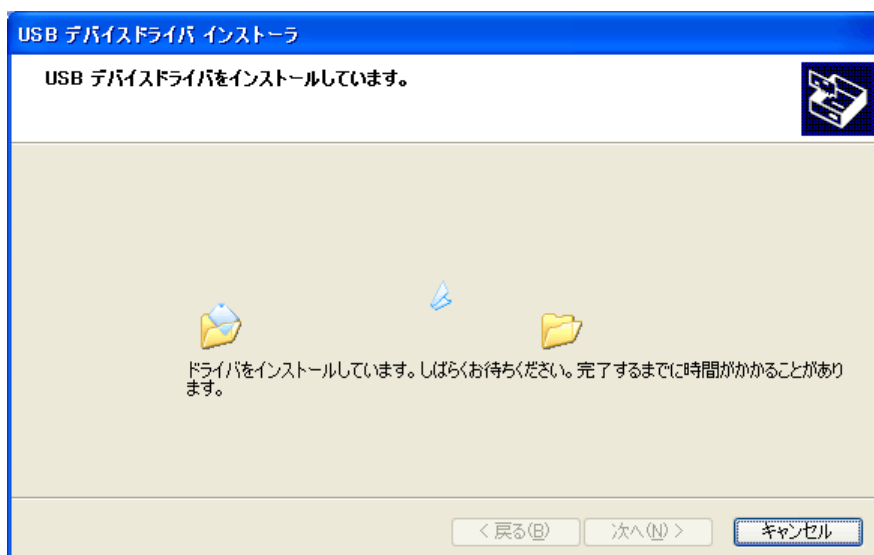 USB デバイスドライバ インストーラ
USB デバイスドライバをインストールしています。
ドライバをインストールしています。しばらくお待ちください。完了するまでに時間がかかることがあり
ます。
< 戻る(B)
次へ(N) >
キャンセル